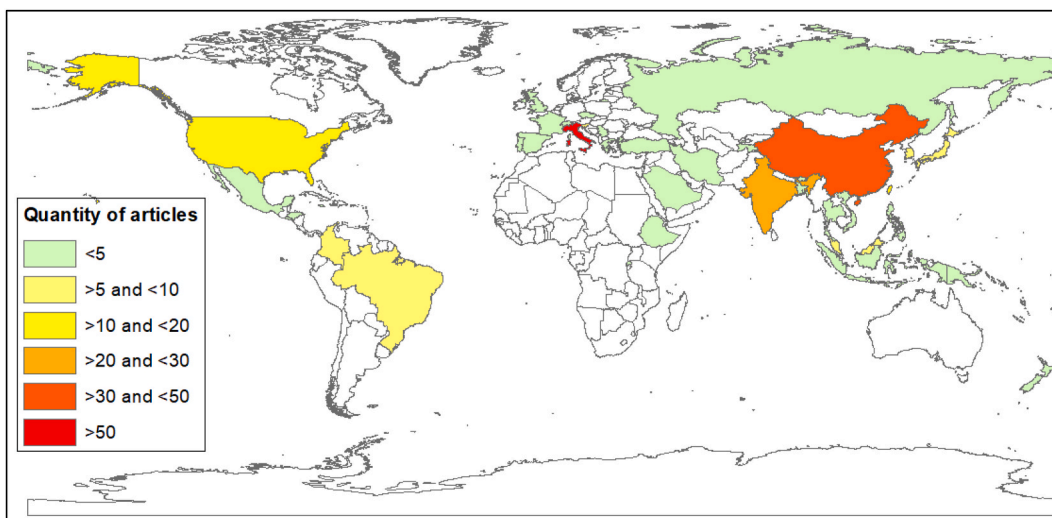 Quantity of articles
<5
>5 and <10
>10 and <20
>20 and <30
>30 and <50
>50